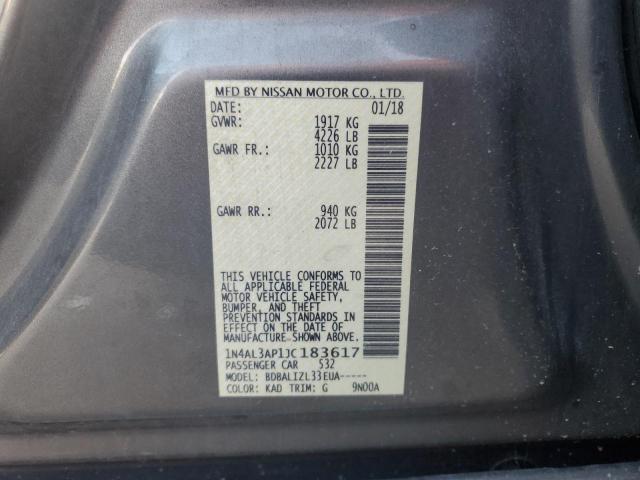 MFD BY NISSAN MOTOR CO., LTD.
DATE: 01/18
GVWR: 1917 KG
4226 LB
GAWR FR.: 1010 KG
2227 LB
GAWR RR.: 940 KG
2072 LB
THIS VEHICLE CONFORMS TO
ALL APPLICABLE FEDERAL
MOTOR VEHICLE SAFETY,
BUMPER, AND THEFT
PREVENTION STANDARDS IN
EFFECT ON THE DATE OF
MANUFACTURE SHOWN ABOVE.
1N4AL3AP1JC183617
PASSENGER CAR S32
MODEL: BDBALIZL33EUA-----
COLOR: KAD TRIM: G 9N00A